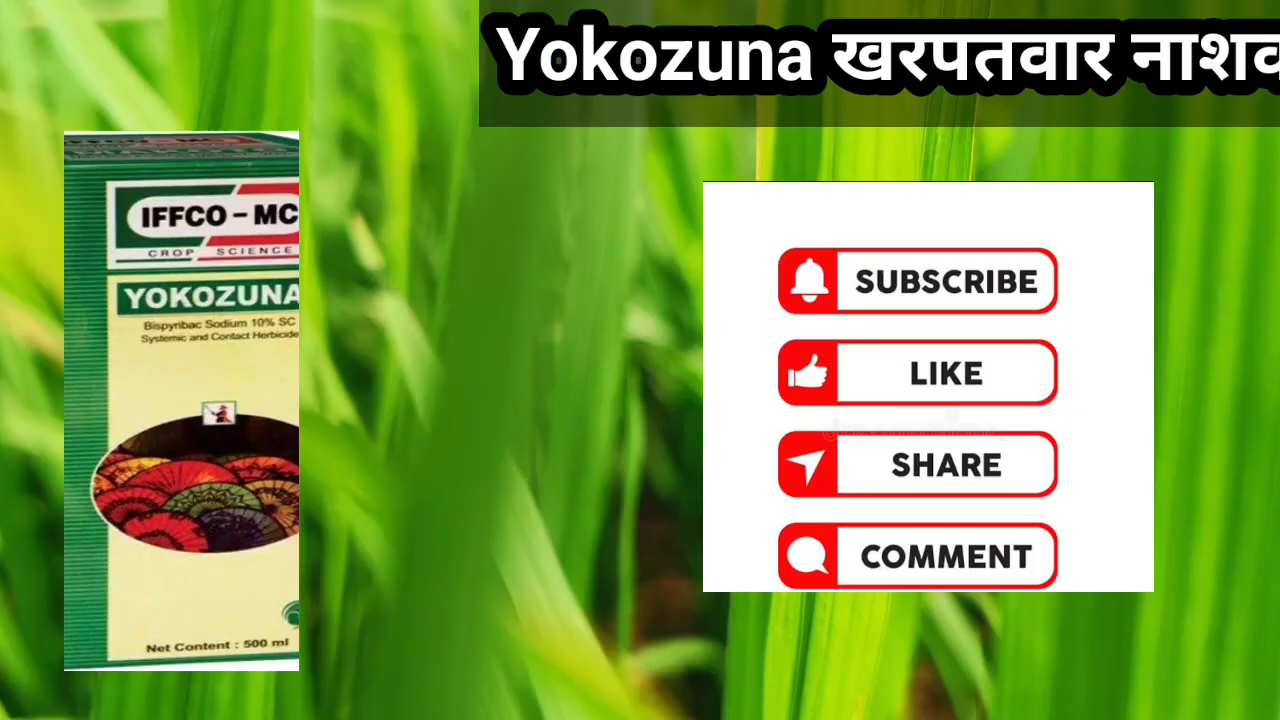 Yokozuna खरपतवार नाशक
IFFCO – MC
CROP SCIENCE
YOKOZUNA
Bispyribac Sodium 10% SC
Systemic and Contact Herbicide
Net Content : 500 ml
SUBSCRIBE
LIKE
SHARE
COMMENT